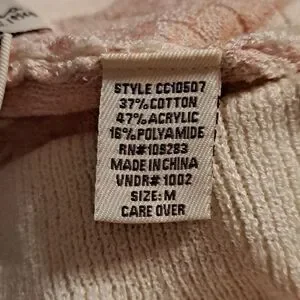 STYLE CC10507
37% COTTON
47% ACRYLIC
16% POLYAMIDE
RN# 109283
MADE IN CHINA
VNDR# 1002
SIZE: M
CARE OVER